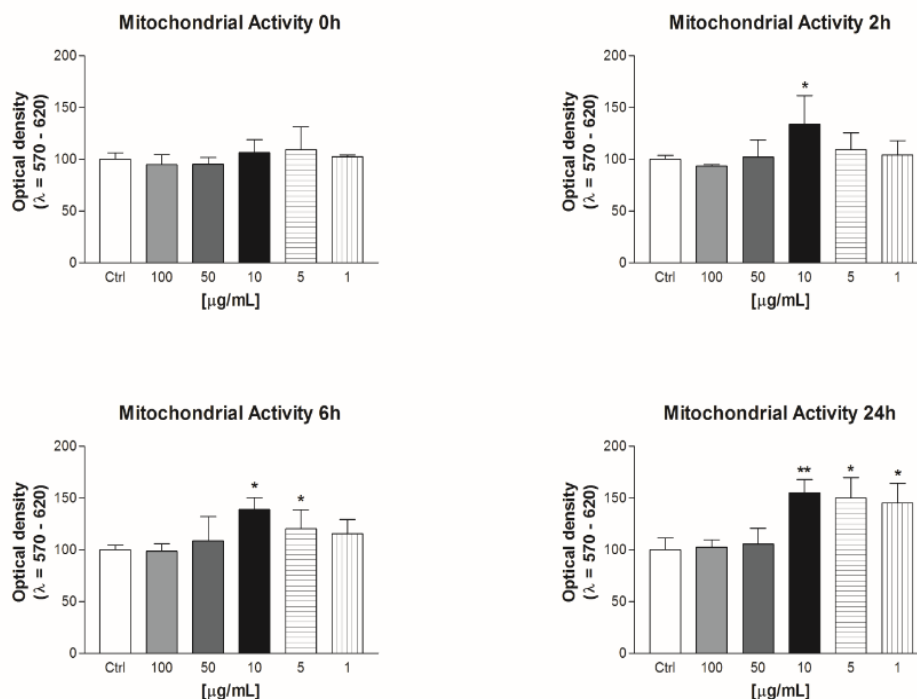 Mitochondrial Activity 0h
Optical density
(λ = 570 - 620)
200
150
100
50
0
Ctrl 100 50 10 5 1
[μg/mL]
Mitochondrial Activity 2h
Optical density
(λ = 570 - 620)
200
150
100
50
0
*
Ctrl 100 50 10 5 1
[μg/mL]
Mitochondrial Activity 6h
Optical density
(λ = 570 - 620)
200
150
100
50
0
* *
Ctrl 100 50 10 5 1
[μg/mL]
Mitochondrial Activity 24h
Optical density
(λ = 570 - 620)
200
150
100
50
0
** * *
Ctrl 100 50 10 5 1
[μg/mL]